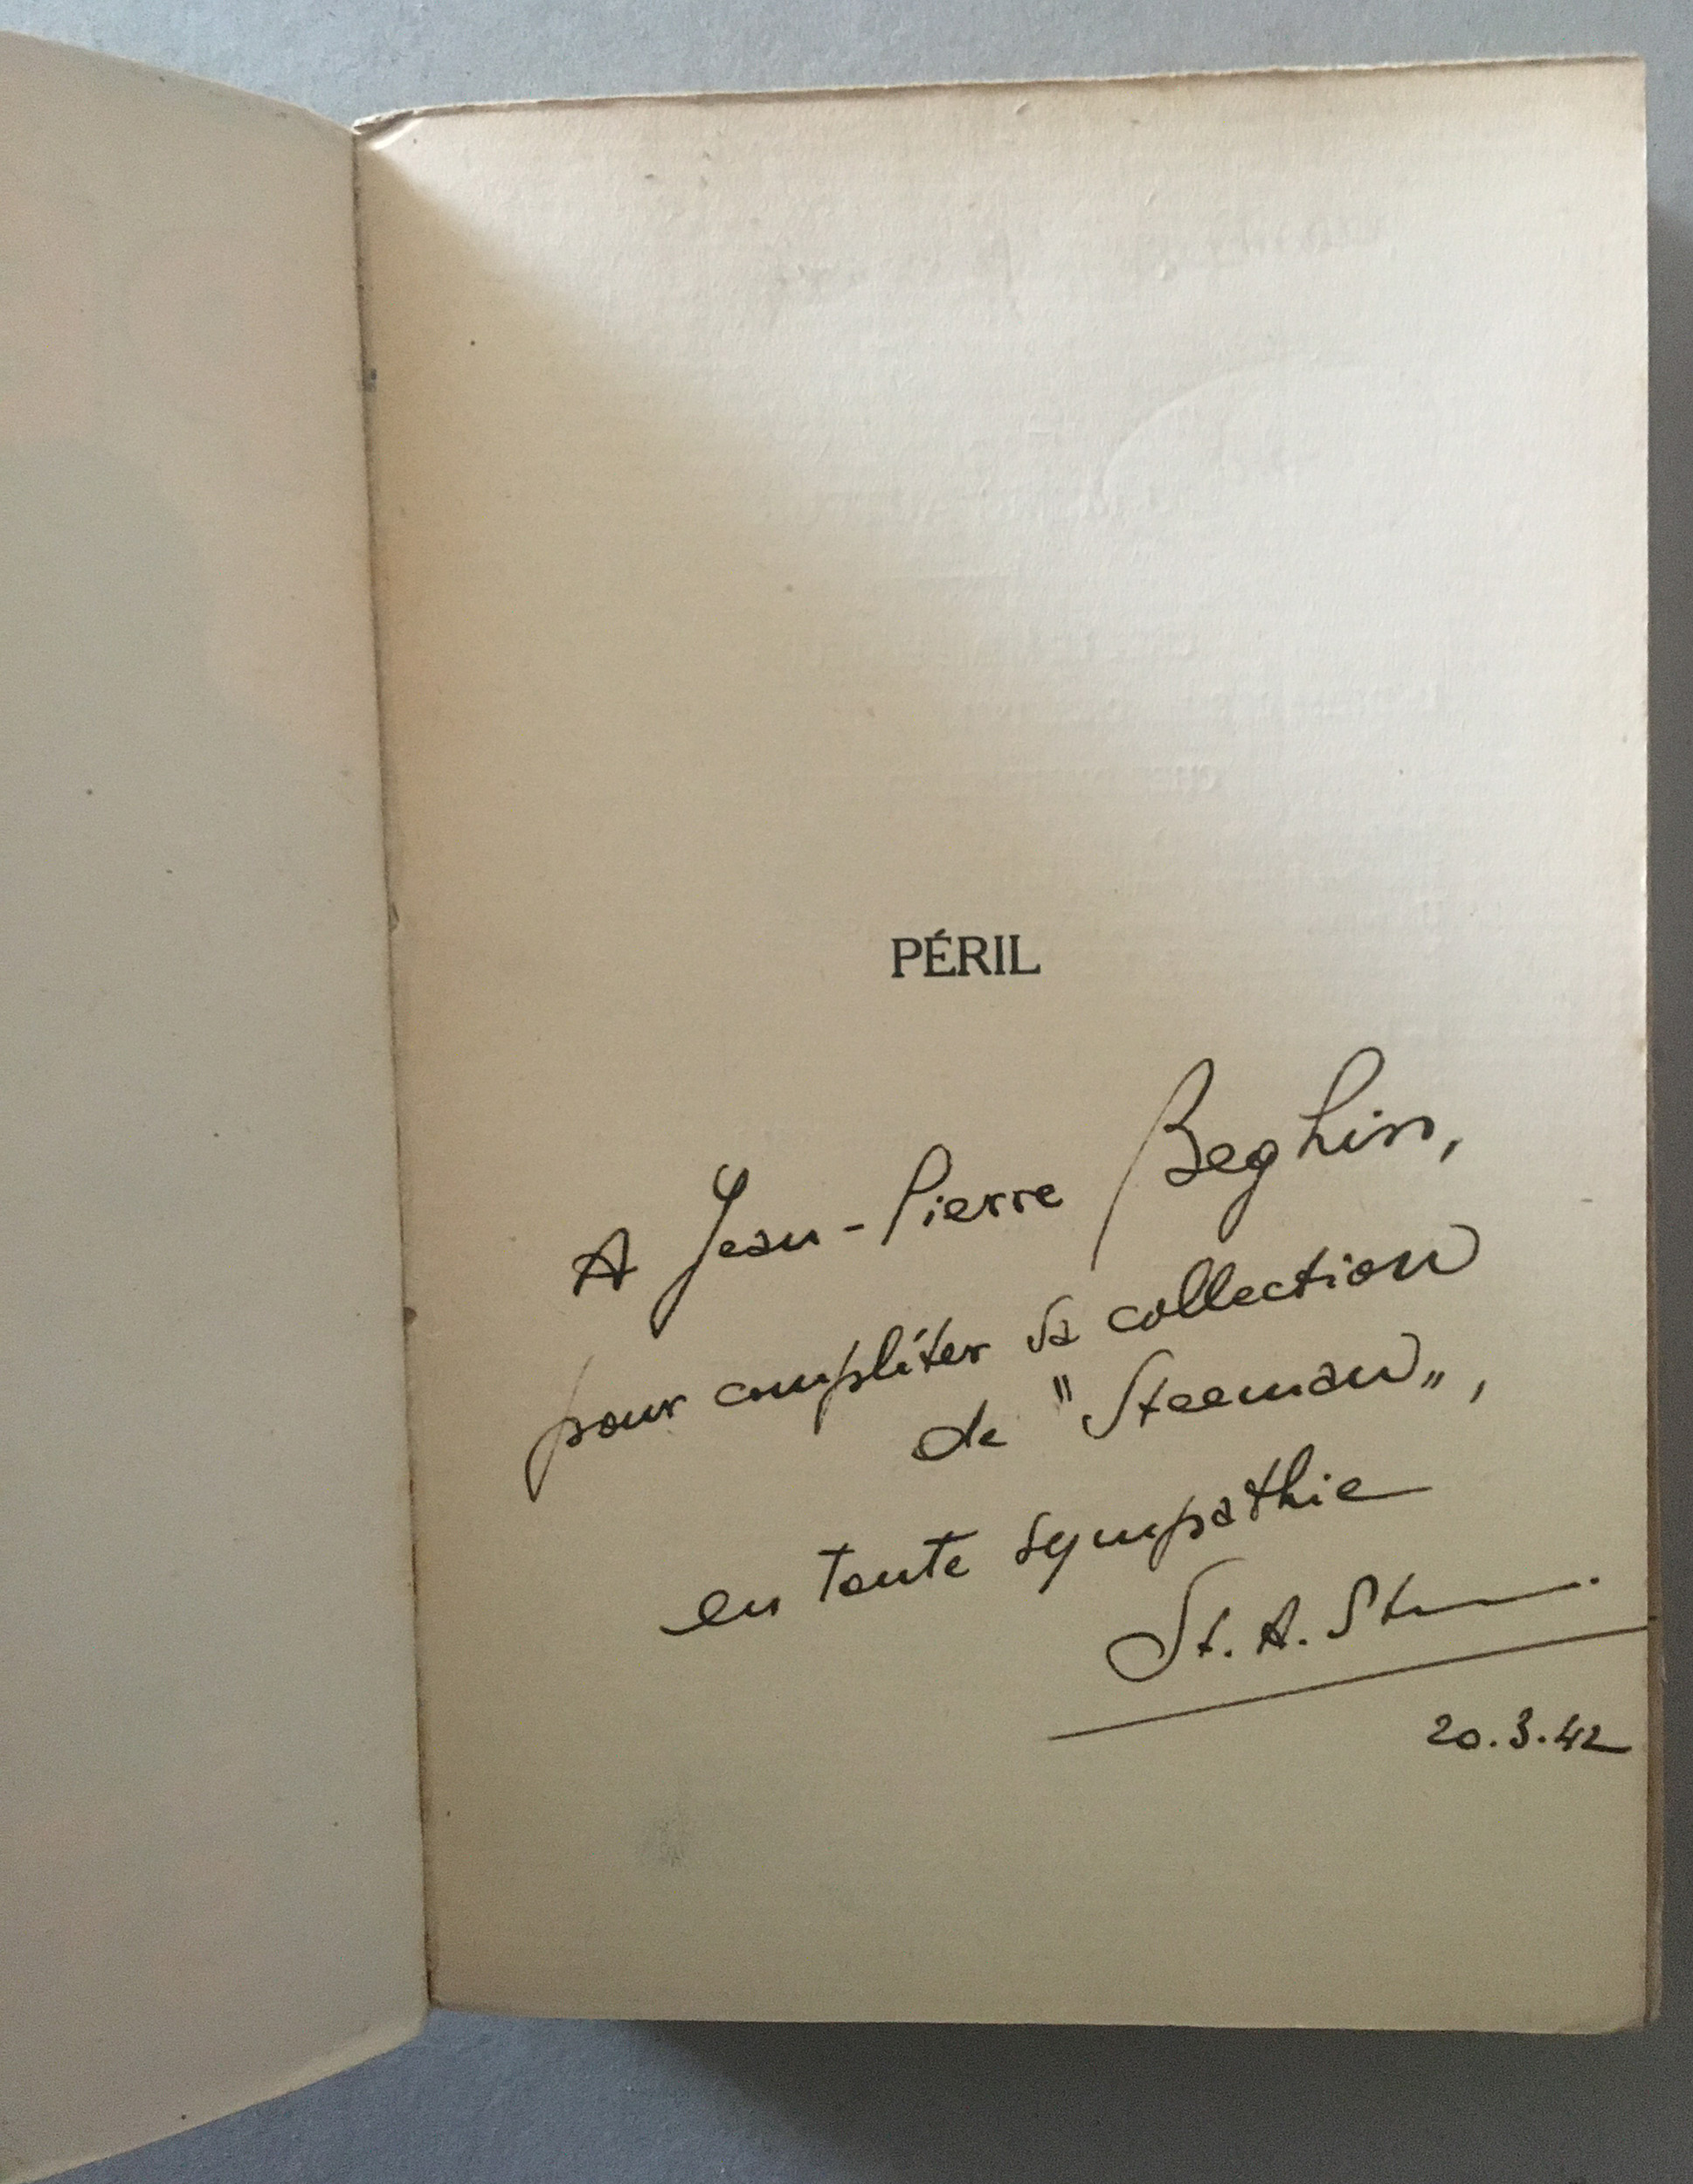 PÉRIL
A Jean-Pierre Beghin,
pour compléter sa collection
de "Steeman",
en toute sympathie
St. A. St
20.3.42